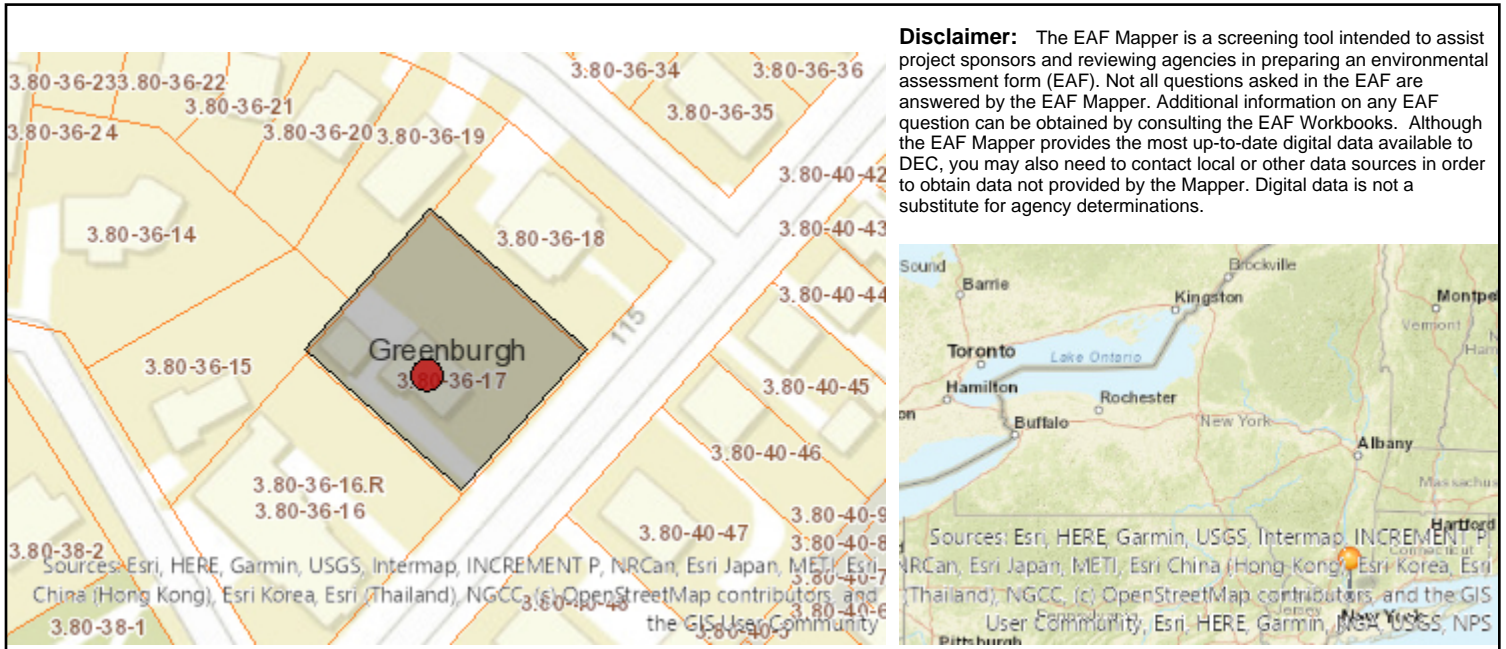 Disclaimer: The EAF Mapper is a screening tool intended to assist
project sponsors and reviewing agencies in preparing an environmental
assessment form (EAF). Not all questions asked in the EAF are
answered by the EAF Mapper. Additional information on any EAF
question can be obtained by consulting the EAF Workbooks. Although
the EAF Mapper provides the most up-to-date digital data available to
DEC, you may also need to contact local or other data sources in order
to obtain data not provided by the Mapper. Digital data is not a
substitute for agency determinations.
3.80-36-23
3.80-36-22
3.80-36-21
3.80-36-24
3.80-36-20
3.80-36-19
3.80-36-34
3.80-36-36
3.80-36-35
3.80-40-42
3.80-36-14
3.80-36-18
3.80-40-43
3.80-40-44
115
Greenburgh
3.80-36-17
3.80-36-15
3.80-40-45
3.80-40-46
3.80-36-16.R
3.80-36-16
3.80-40-47
3.80-40-9
3.80-38-2
3.80-40-8
Sources: Esri, HERE, Garmin, USGS, Intermap, INCREMENT P, NRCan, Esri Japan, METI, Esri
China (Hong Kong), Esri Korea, Esri (Thailand), NGCC, (c) OpenStreetMap contributors, and
the GIS User Community
3.80-40-7
3.80-40-48
3.80-40-6
3.80-38-1
3.80-40-5
Sound
Barrie
Brockville
Kingston
Montpel
Vermont
Toronto
Lake Ontario
Ham
Hamilton
on
Rochester
Buffalo
New York
Albany
Massachus
Hartford
Connecticut
Sources: Esri, HERE, Garmin, USGS, Intermap, INCREMENT P,
NRCan, Esri Japan, METI, Esri China (Hong Kong), Esri Korea, Esri
(Thailand), NGCC, (c) OpenStreetMap contributors, and the GIS
User Community, Esri, HERE, Garmin, NGA, USGS, NPS
Pennsylvania
Jersey
New York
Pittsburgh